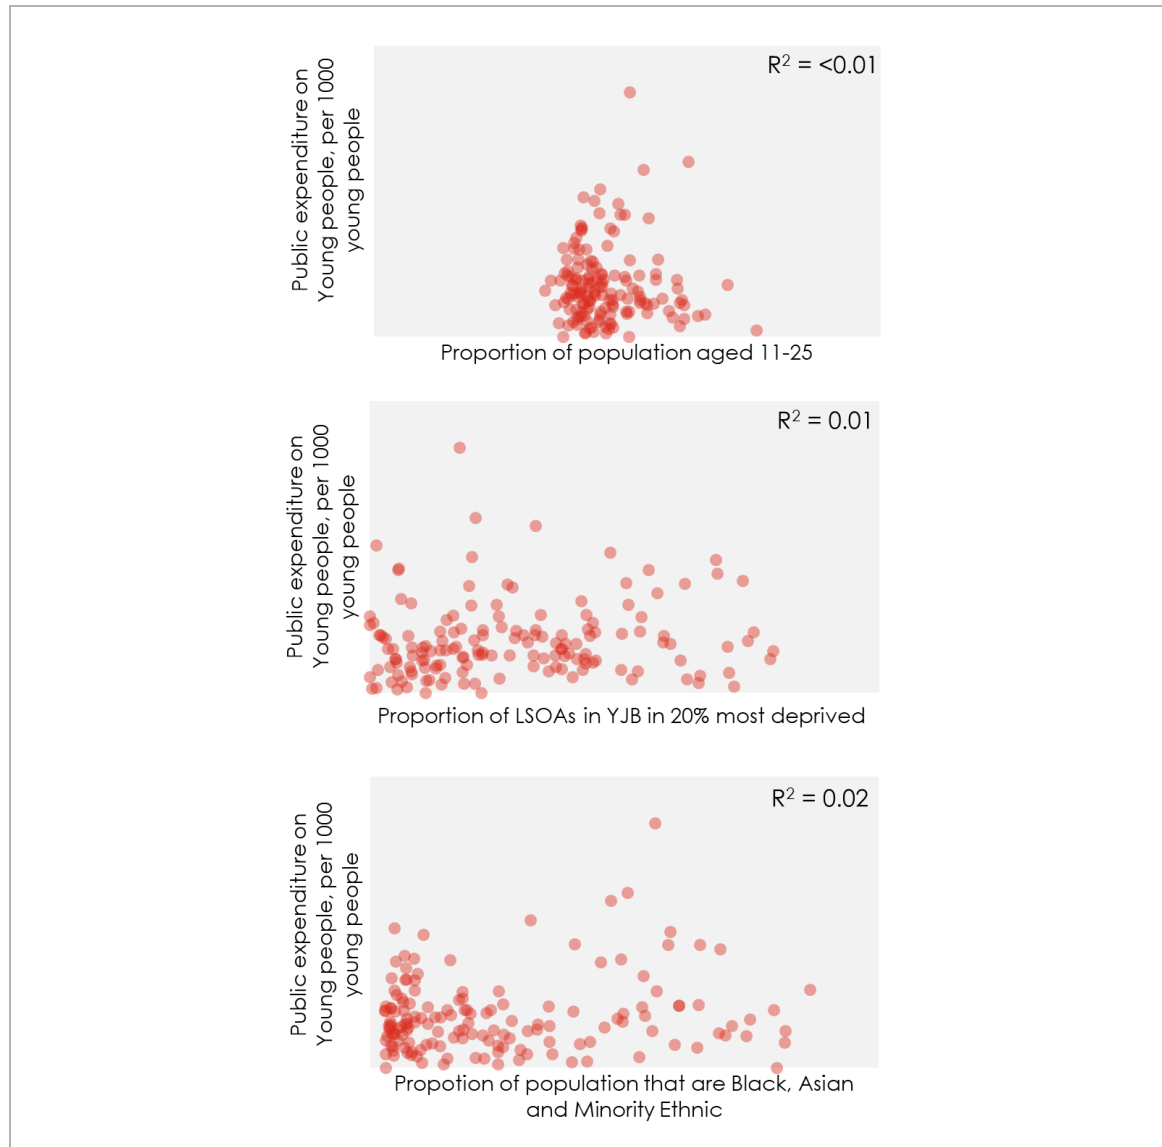 R² = <0.01
Public expenditure on
Young people, per 1000
young people
Proportion of population aged 11-25
R² = 0.01
Public expenditure on
Young people, per 1000
young people
Proportion of LSOAs in YJB in 20% most deprived
R² = 0.02
Public expenditure on
Young people, per 1000
young people
Propotion of population that are Black, Asian
and Minority Ethnic